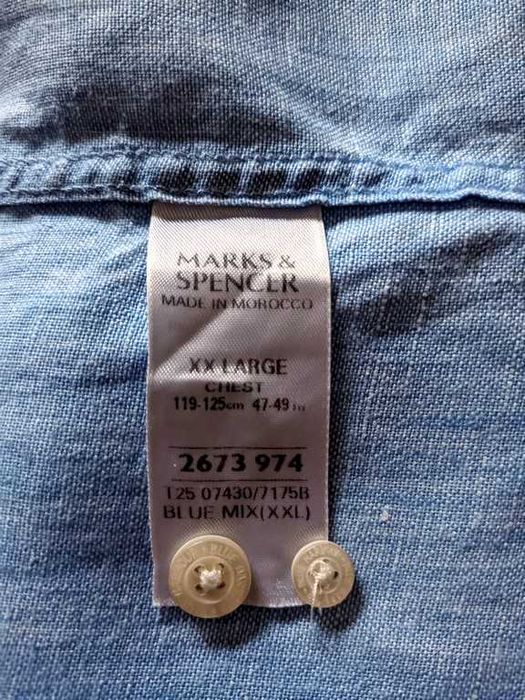 MARKS &
SPENCER
MADE IN MOROCCO
XX LARGE
CHEST
119-125cm 47-49in
2673 974
T25 07430/7175B
BLUE MIX(XXL)